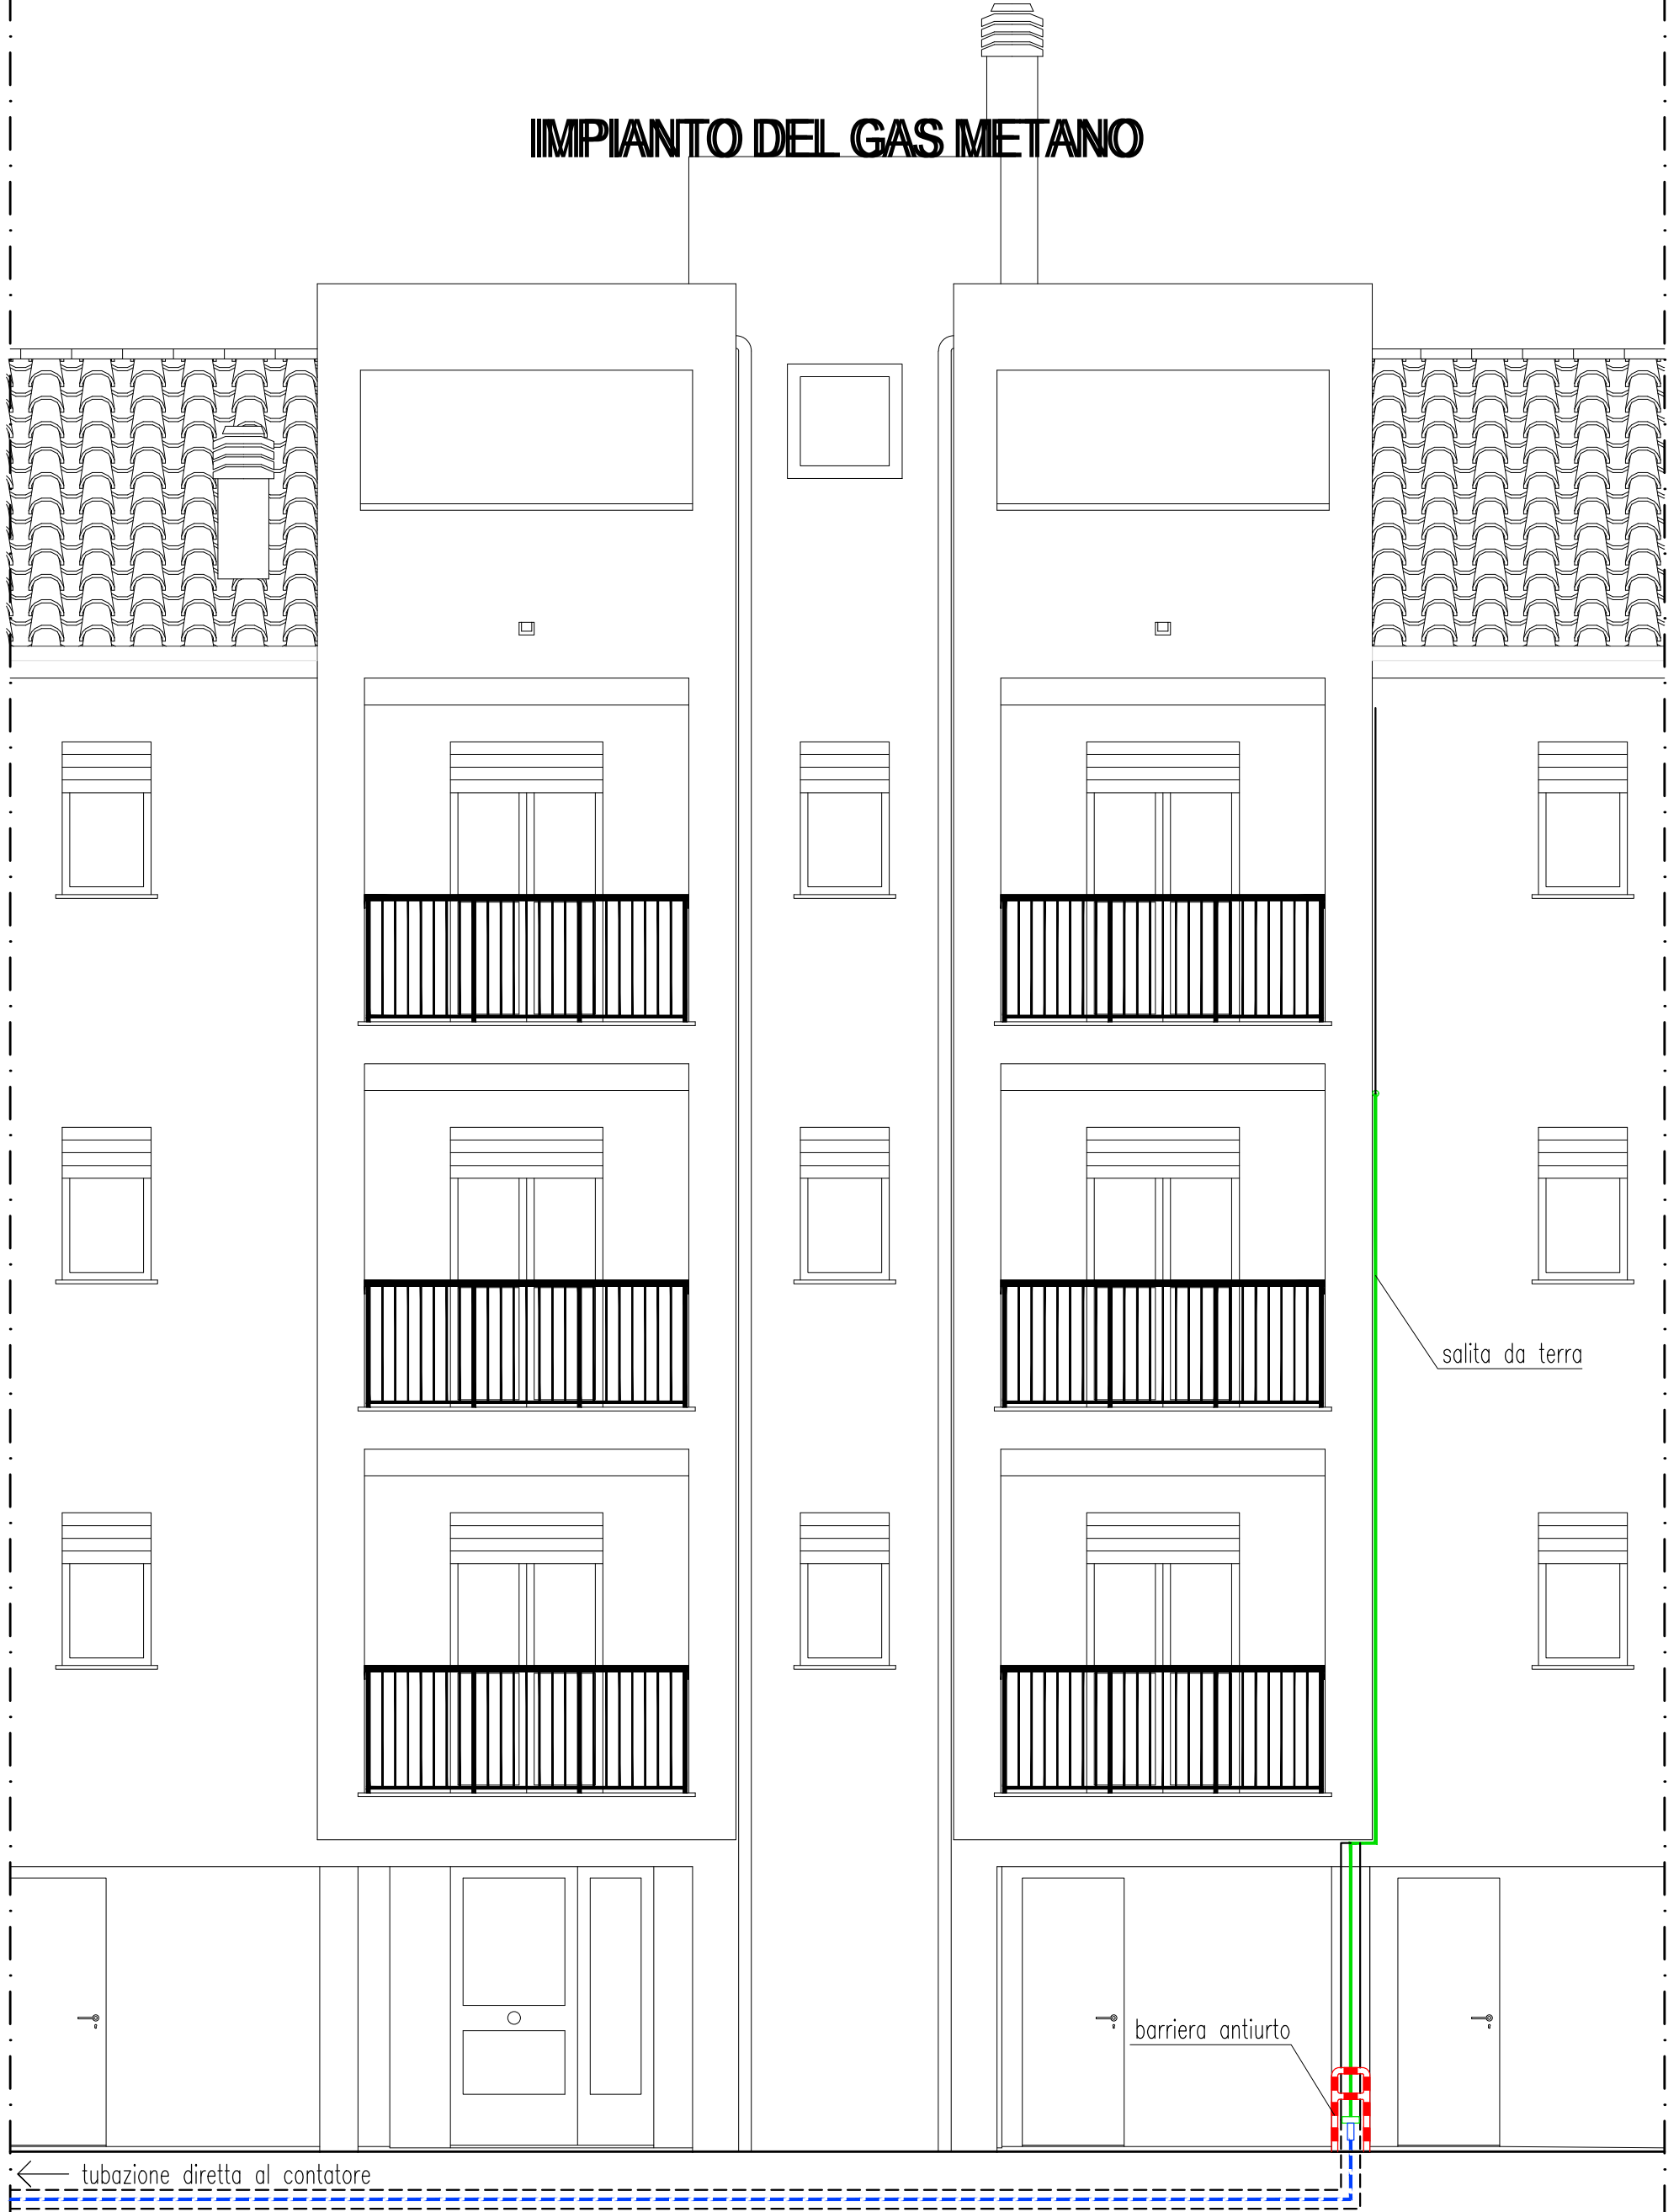 IMPIANTO DEL GAS METANO
salita da terra
barriera antiurto
tubazione diretta al contatore